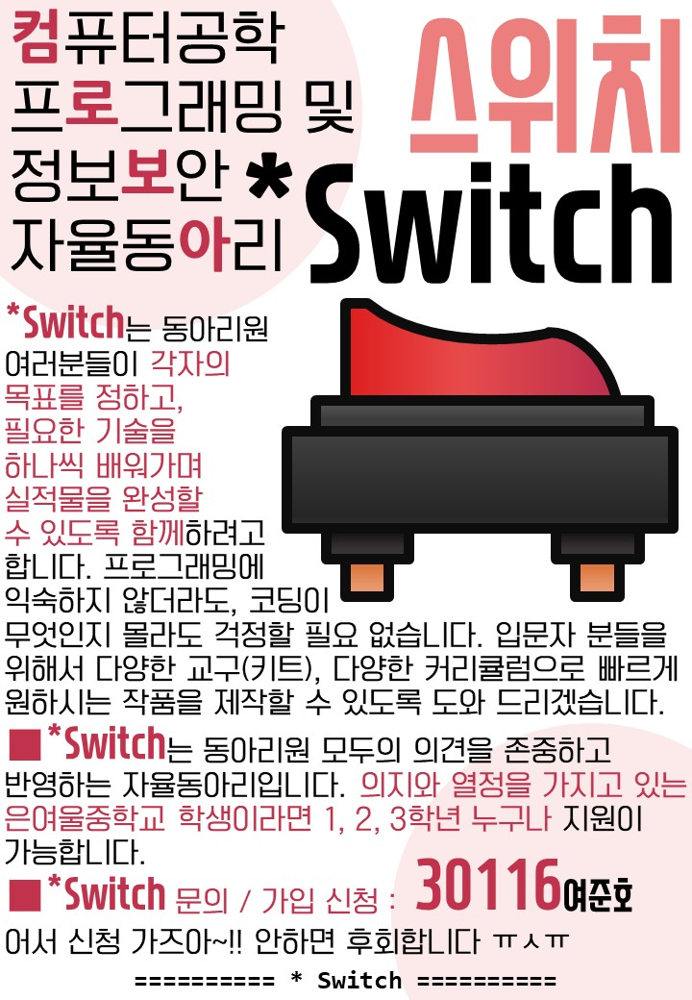 컴퓨터공학
프로그래밍 및
정보보안
자율동아리
스위치
*Switch
*Switch는 동아리원
여러분들이 각자의
목표를 정하고,
필요한 기술을
하나씩 배워가며
실적물을 완성할
수 있도록 함께하려고
합니다. 프로그래밍에
익숙하지 않더라도, 코딩이
무엇인지 몰라도 걱정할 필요 없습니다. 입문자 분들을
위해서 다양한 교구(키트), 다양한 커리큘럼으로 빠르게
원하시는 작품을 제작할 수 있도록 도와 드리겠습니다.
■*Switch는 동아리원 모두의 의견을 존중하고
반영하는 자율동아리입니다. 의지와 열정을 가지고 있는
은여울중학교 학생이라면 1, 2, 3학년 누구나 지원이
가능합니다.
■*Switch 문의 / 가입 신청 : 30116여준호
어서 신청 가즈아~!! 안하면 후회합니다 ㅠㅅㅠ
========== * Switch ==========